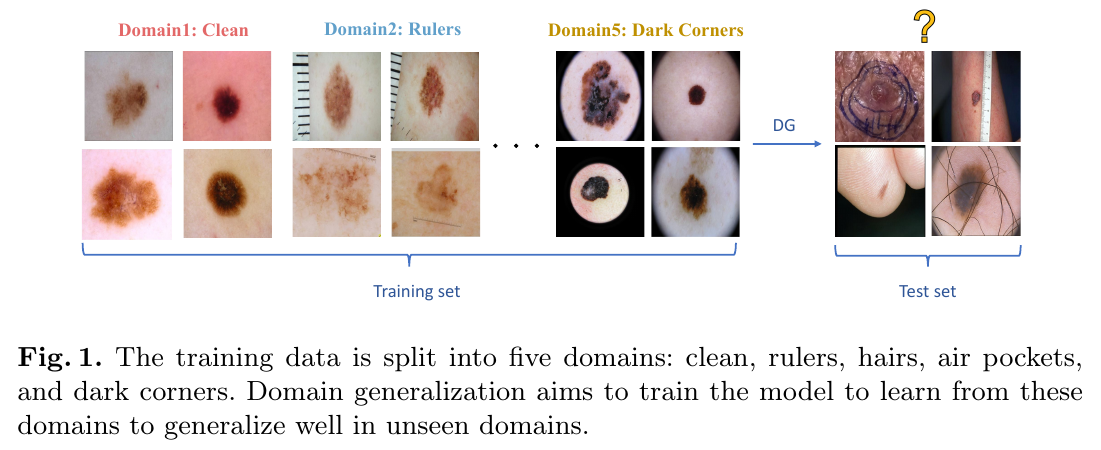 Domain1: Clean
Domain2: Rulers
Domain5: Dark Corners
?
. . .
DG
Training set
Test set
Fig. 1. The training data is split into five domains: clean, rulers, hairs, air pockets,
and dark corners. Domain generalization aims to train the model to learn from these
domains to generalize well in unseen domains.